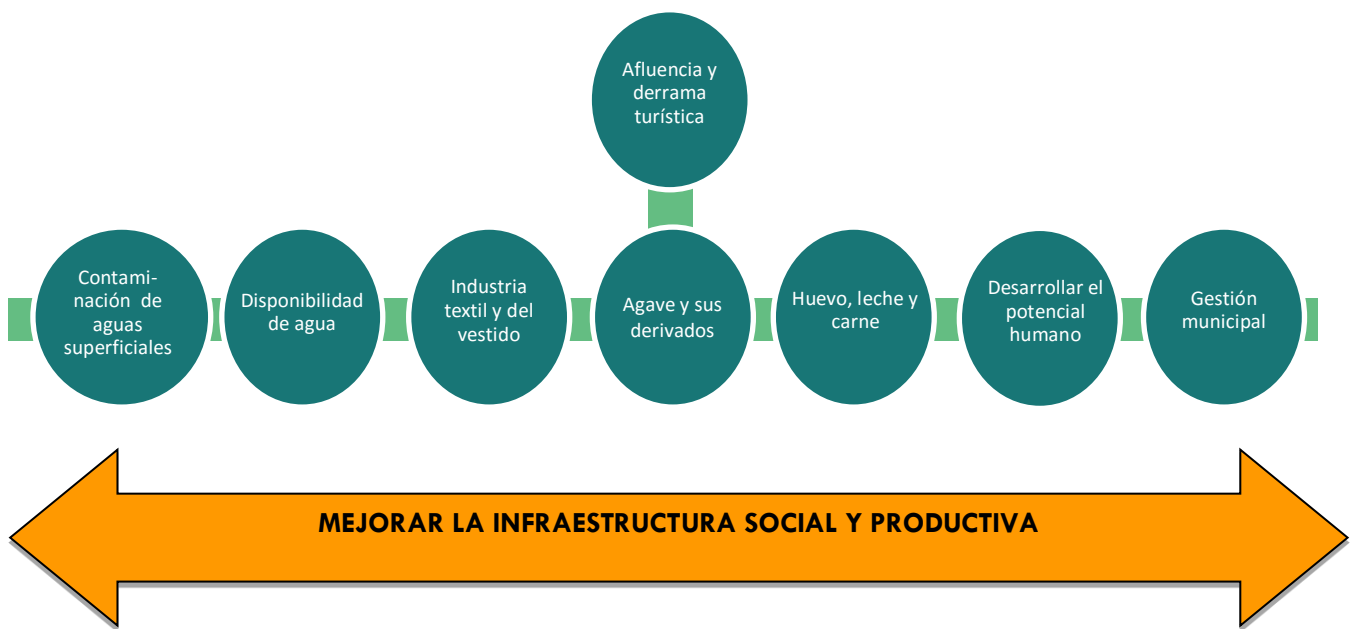 Afluencia y
derrama
turística
Contami-
nación de
aguas
superficiales
Disponibilidad
de agua
Industria
textil y del
vestido
Agave y sus
derivados
Huevo, leche y
carne
Desarrollar el
potencial
humano
Gestión
municipal
MEJORAR LA INFRAESTRUCTURA SOCIAL Y PRODUCTIVA